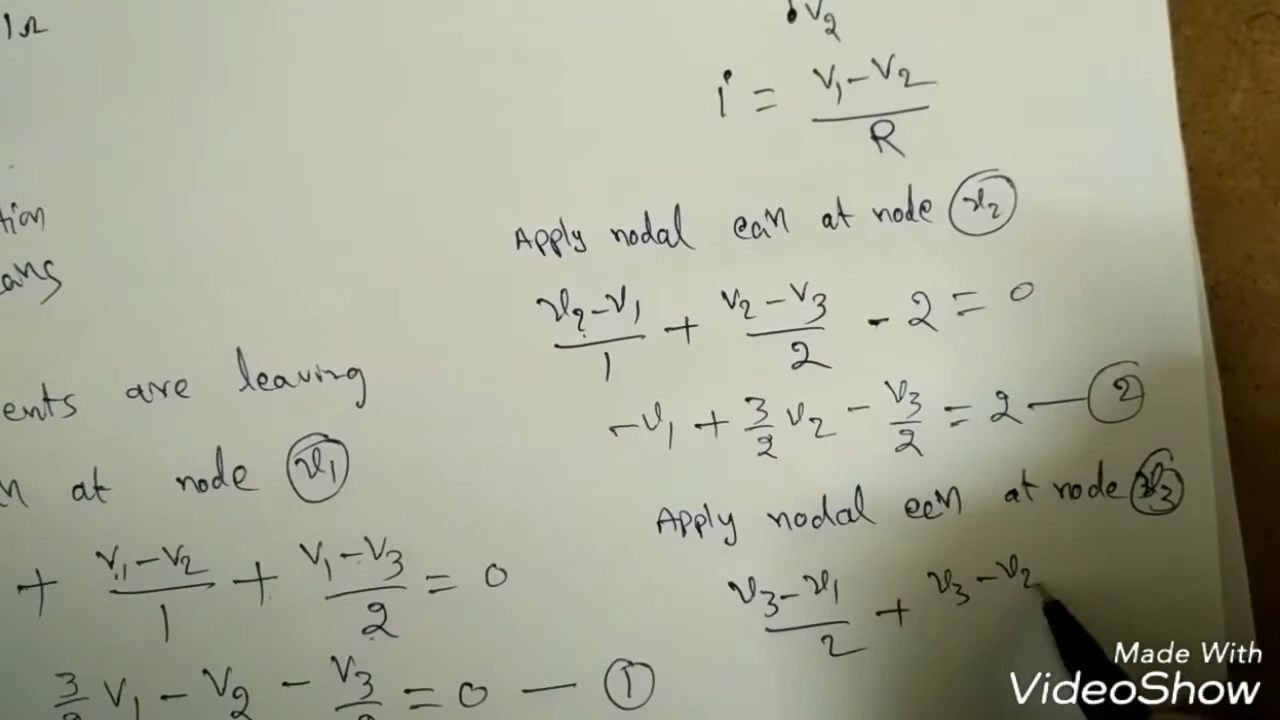 1Ω
V2
i = (V1 - V2)/R
tion
Apply nodal eqn at node (V2)
ans
(V2 - V1)/1 + (V2 - V3)/2 - 2 = 0
ents are leaving
-V1 + 3/2 V2 - V3/2 = 2 — (2)
n at node (V1)
Apply nodal eqn at node (V3)
+ (V1 - V2)/1 + (V1 - V3)/2 = 0
(V3 - V1)/2 + V3 - V2
V1 - V2 - V3/2 = 0 — (1)
Made With
VideoShow